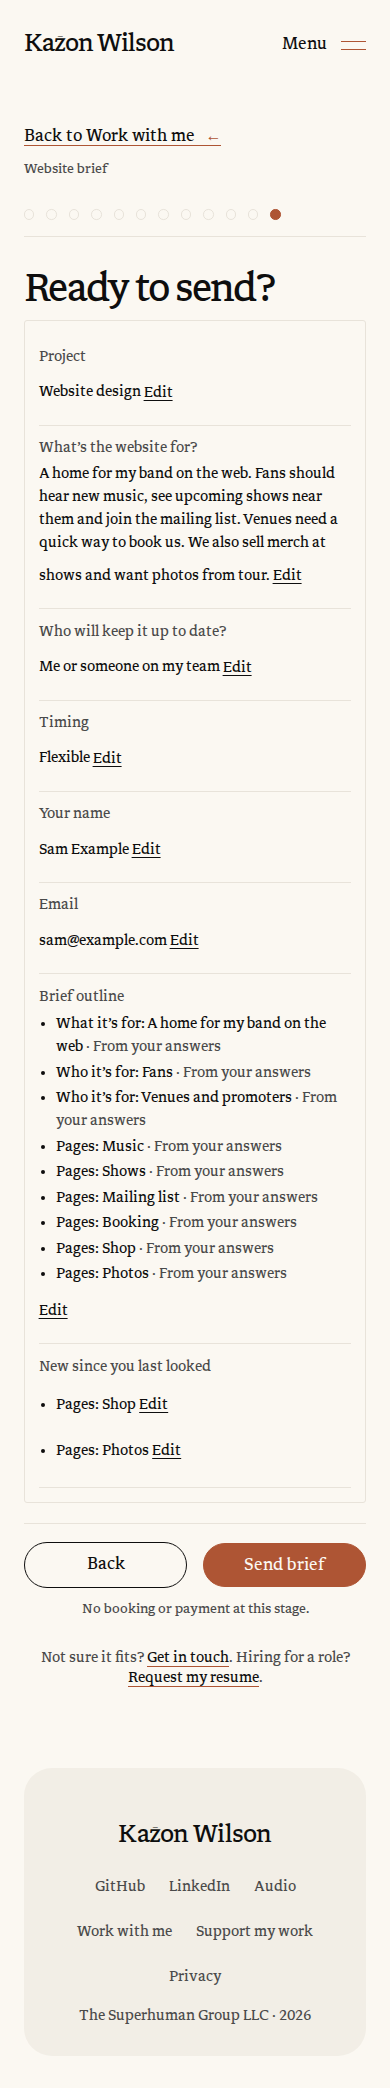 Kazon Wilson
Menu
Back to Work with me ←
Website brief
Ready to send?
Project
Website design Edit
What’s the website for?
A home for my band on the web. Fans should
hear new music, see upcoming shows near
them and join the mailing list. Venues need a
quick way to book us. We also sell merch at
shows and want photos from tour. Edit
Who will keep it up to date?
Me or someone on my team Edit
Timing
Flexible Edit
Your name
Sam Example Edit
Email
sam@example.com Edit
Brief outline
• What it’s for: A home for my band on the
web · From your answers
• Who it’s for: Fans · From your answers
• Who it’s for: Venues and promoters · From
your answers
• Pages: Music · From your answers
• Pages: Shows · From your answers
• Pages: Mailing list · From your answers
• Pages: Booking · From your answers
• Pages: Shop · From your answers
• Pages: Photos · From your answers
Edit
New since you last looked
• Pages: Shop Edit
• Pages: Photos Edit
Back
Send brief
No booking or payment at this stage.
Not sure it fits? Get in touch. Hiring for a role?
Request my resume.
Kazon Wilson
GitHub LinkedIn Audio
Work with me Support my work
Privacy
The Superhuman Group LLC · 2026